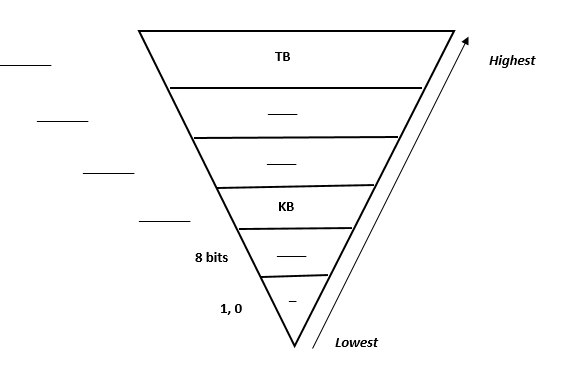 TB
Highest
KB
8 bits
1, 0
Lowest